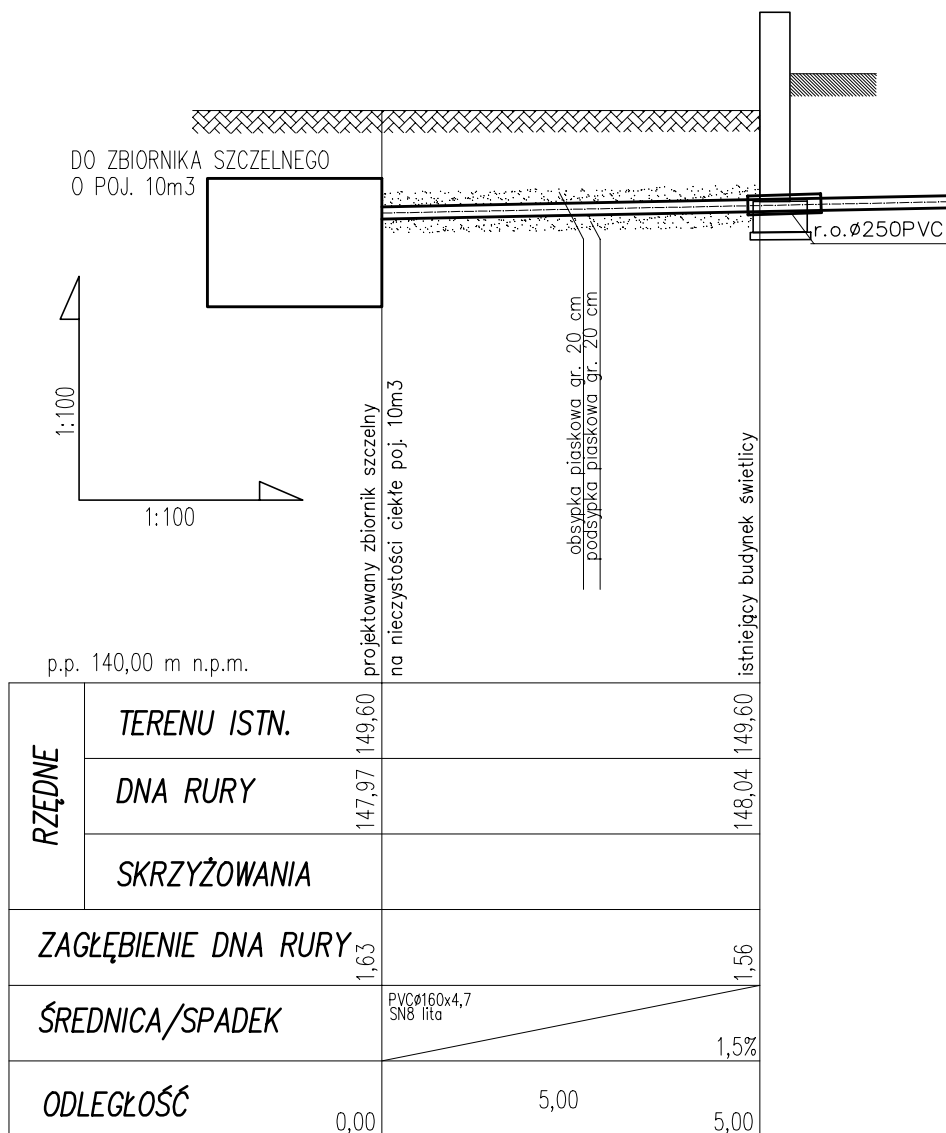 DO ZBIORNIKA SZCZELNEGO
O POJ. 10m3
r.o.ø250PVC
1:100
1:100
projektowany zbiornik szczelny
na nieczystości ciekłe poj. 10m3
obsypka piaskowa gr. 20 cm
podsypka piaskowa gr. 20 cm
istniejący budynek świetlicy
p.p. 140,00 m n.p.m.
RZĘDNE
TERENU ISTN.
149,60
149,60
DNA RURY
147,97
148,04
SKRZYŻOWANIA
ZAGŁĘBIENIE DNA RURY
1,63
1,56
ŚREDNICA/SPADEK
PVCø160x4,7
SN8 lita
1,5%
ODLEGŁOŚĆ
0,00
5,00
5,00